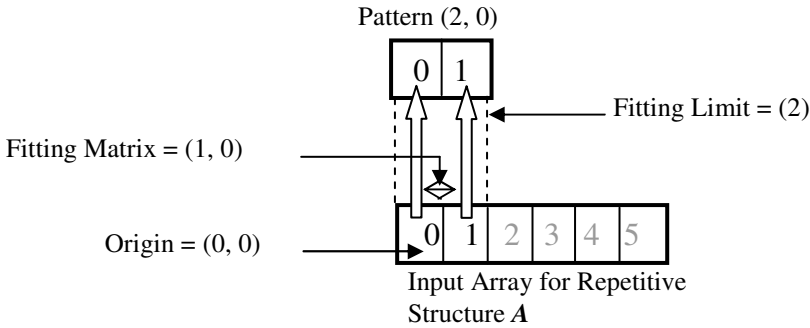 Pattern (2, 0)
0 1
Fitting Limit = (2)
Fitting Matrix = (1, 0)
Origin = (0, 0)
0 1 2 3 4 5
Input Array for Repetitive
Structure A